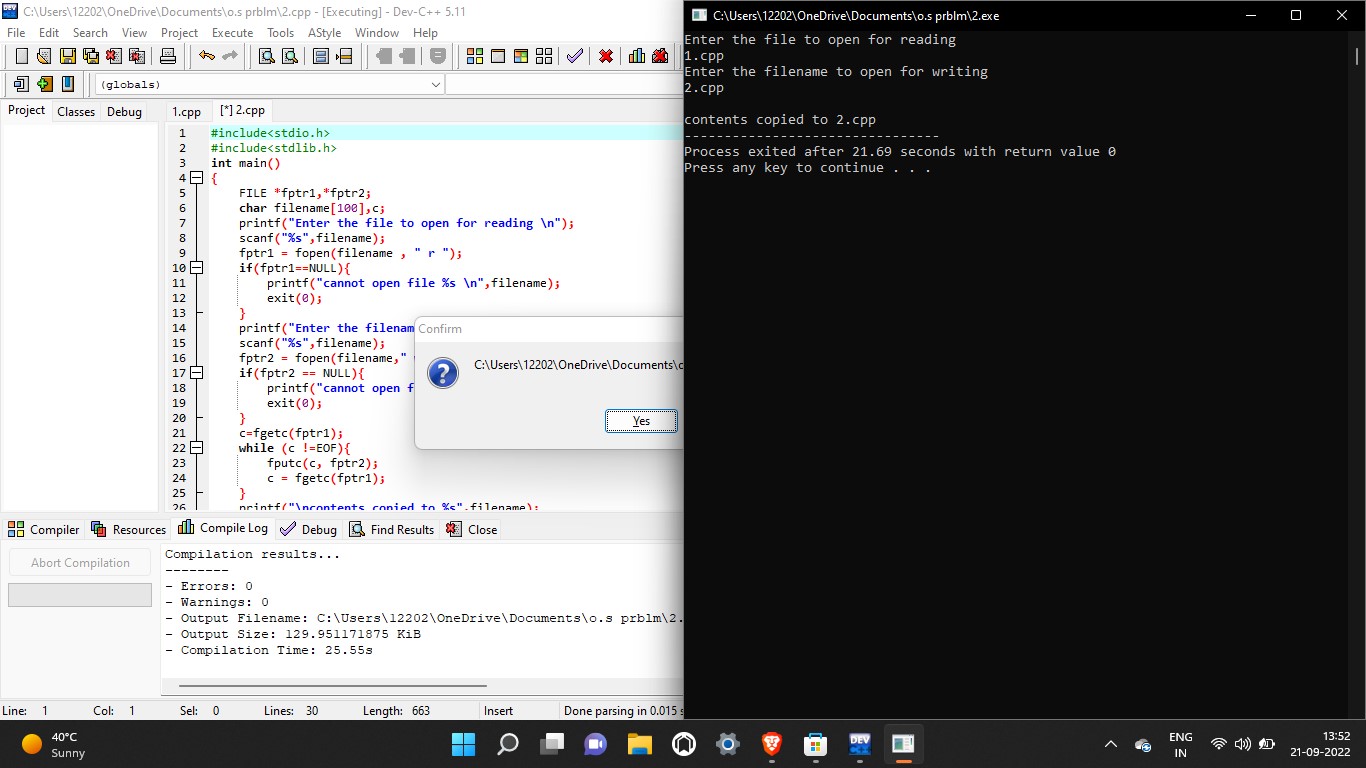 C:\Users\12202\OneDrive\Documents\o.s prblm\2.cpp - [Executing] - Dev-C++ 5.11
File Edit Search View Project Execute Tools AStyle Window Help
(globals)
Project Classes Debug
1.cpp [*] 2.cpp
1 #include<stdio.h>
2 #include<stdlib.h>
3 int main()
4 {
5 FILE *fptr1,*fptr2;
6 char filename[100],c;
7 printf("Enter the file to open for reading \n");
8 scanf("%s",filename);
9 fptr1 = fopen(filename , " r ");
10 if(fptr1==NULL){
11 printf("cannot open file %s \n",filename);
12 exit(0);
13 }
14 printf("Enter the filenam
15 scanf("%s",filename);
16 fptr2 = fopen(filename,"
17 if(fptr2 == NULL){
18 printf("cannot open f
19 exit(0);
20 }
21 c=fgetc(fptr1);
22 while (c !=EOF){
23 fputc(c, fptr2);
24 c = fgetc(fptr1);
25 }
26 printf("\ncontents copied to %s",filename);
Confirm
C:\Users\12202\OneDrive\Documents\o
Yes
Compiler Resources Compile Log Debug Find Results Close
Abort Compilation
Compilation results...
--------
- Errors: 0
- Warnings: 0
- Output Filename: C:\Users\12202\OneDrive\Documents\o.s prblm\2.
- Output Size: 129.951171875 KiB
- Compilation Time: 25.55s
Line: 1 Col: 1 Sel: 0 Lines: 30 Length: 663 Insert Done parsing in 0.015 s
C:\Users\12202\OneDrive\Documents\o.s prblm\2.exe
Enter the file to open for reading
1.cpp
Enter the filename to open for writing
2.cpp
contents copied to 2.cpp
--------------------------------
Process exited after 21.69 seconds with return value 0
Press any key to continue . . .
40°C
Sunny
DEV
ENG
IN
13:52
21-09-2022